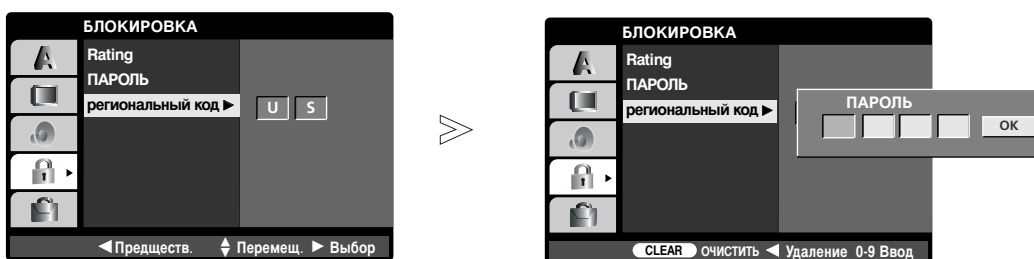 БЛОКИРОВКА
Rating
ПАРОЛЬ
региональный код ►
U S
◄Предществ. Перемещ. ► Выбор
БЛОКИРОВКА
Rating
ПАРОЛЬ
региональный код ►
ПАРОЛЬ
OK
CLEAR ОЧИСТИТЬ ◄ Удаление 0-9 Ввод